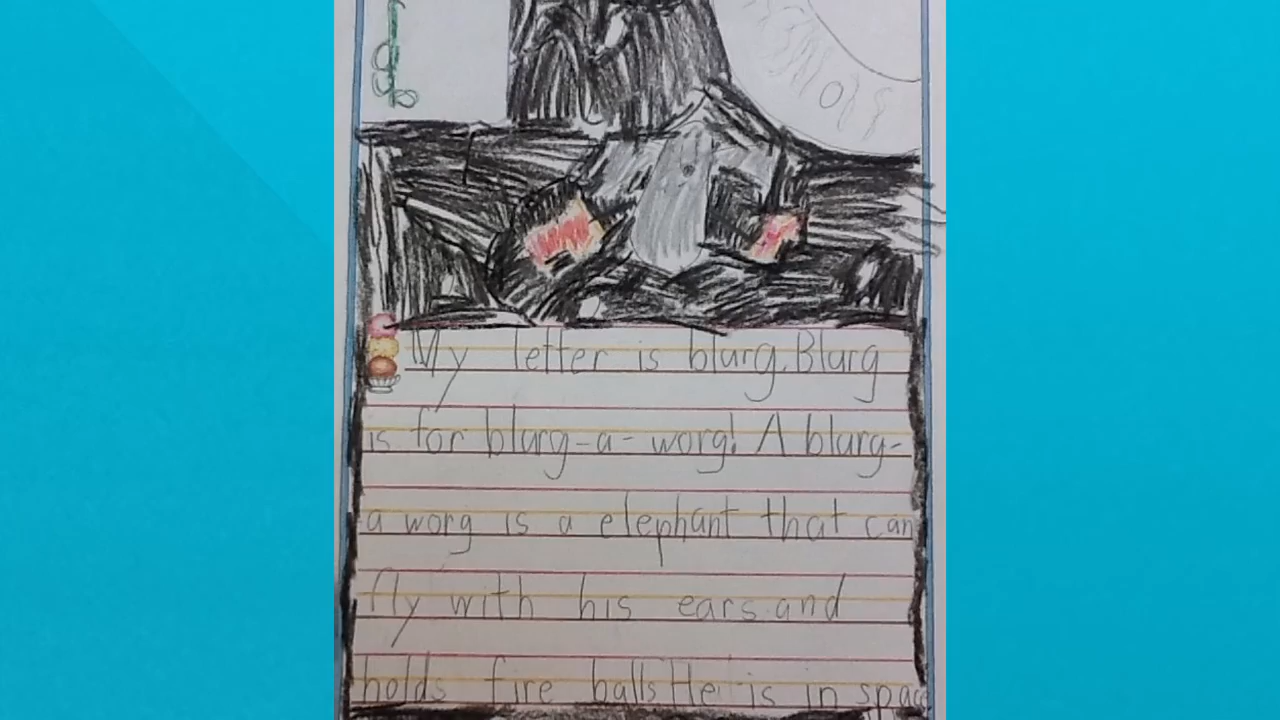 My letter is blurg. Blurg
is for blurg-a-worg! A blurg-
a worg is a elephant that can
fly with his ears. and
holds fire balls He is in space